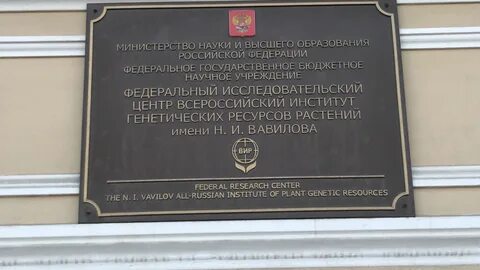 МИНИСТЕРСТВО НАУКИ И ВЫСШЕГО ОБРАЗОВАНИЯ
РОССИЙСКОЙ ФЕДЕРАЦИИ
ФЕДЕРАЛЬНОЕ ГОСУДАРСТВЕННОЕ БЮДЖЕТНОЕ
НАУЧНОЕ УЧРЕЖДЕНИЕ
ФЕДЕРАЛЬНЫЙ ИССЛЕДОВАТЕЛЬСКИЙ
ЦЕНТР ВСЕРОССИЙСКИЙ ИНСТИТУТ
ГЕНЕТИЧЕСКИХ РЕСУРСОВ РАСТЕНИЙ
ИМЕНИ Н. И. ВАВИЛОВА
ВИР
FEDERAL RESEARCH CENTER
THE N. I. VAVILOV ALL-RUSSIAN INSTITUTE OF PLANT GENETIC RESOURCES